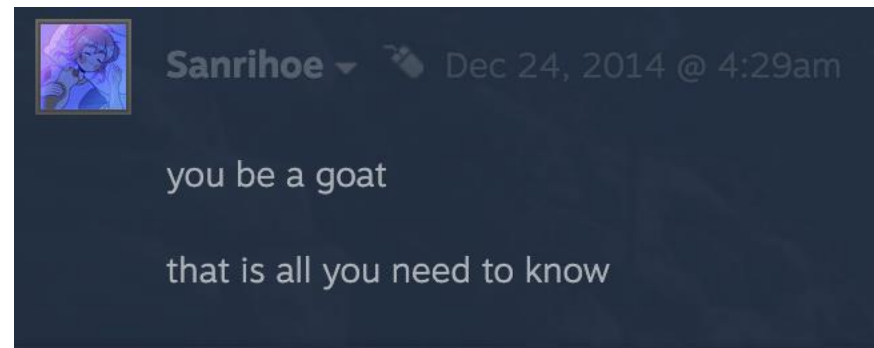 Sanrihoe Dec 24, 2014 @ 4:29am
you be a goat
that is all you need to know